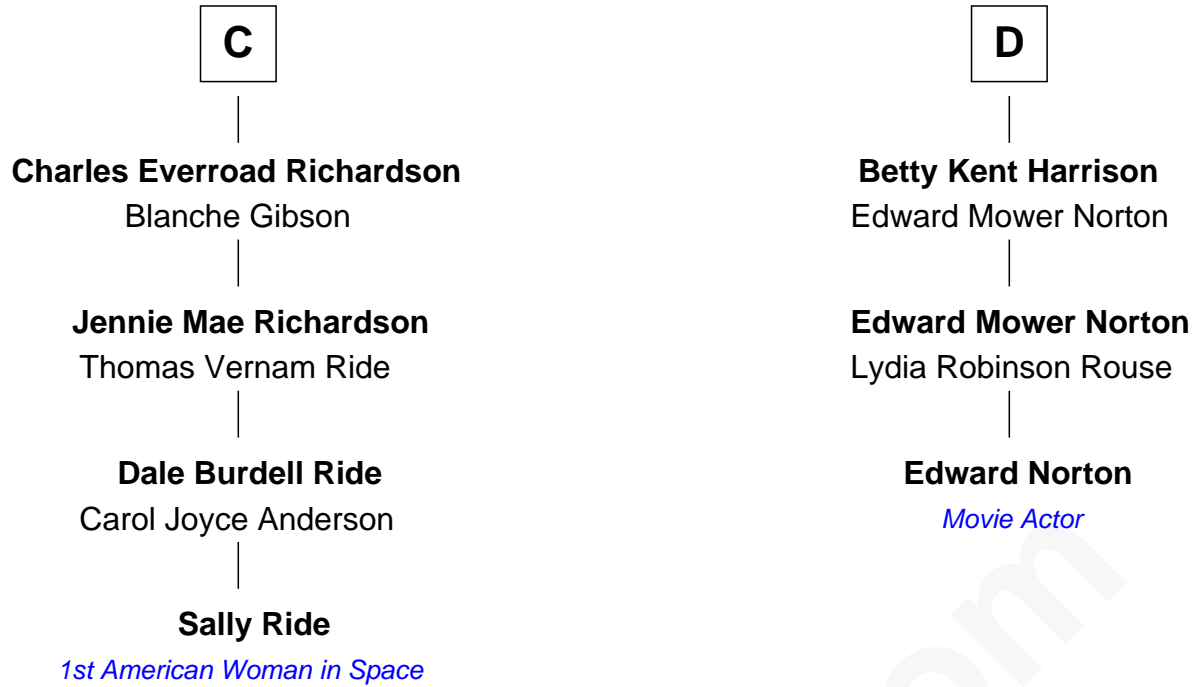 C
Charles Everroad Richardson
Blanche Gibson
Jennie Mae Richardson
Thomas Vernam Ride
Dale Burdell Ride
Carol Joyce Anderson
Sally Ride
1st American Woman in Space
D
Betty Kent Harrison
Edward Mower Norton
Edward Mower Norton
Lydia Robinson Rouse
Edward Norton
Movie Actor
om